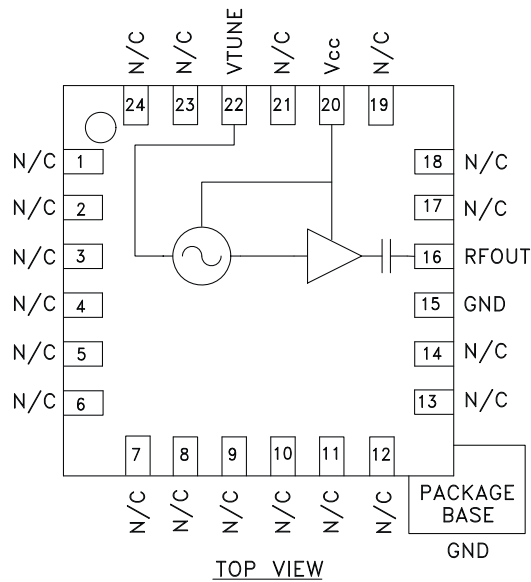 N/C N/C VTUNE N/C Vcc N/C
24 23 22 21 20 19
N/C 1 18 N/C
N/C 2 17 N/C
N/C 3 16 RFOUT
N/C 4 15 GND
N/C 5 14 N/C
N/C 6 13 N/C
7 8 9 10 11 12
N/C N/C N/C N/C N/C N/C
PACKAGE
BASE
GND
TOP VIEW